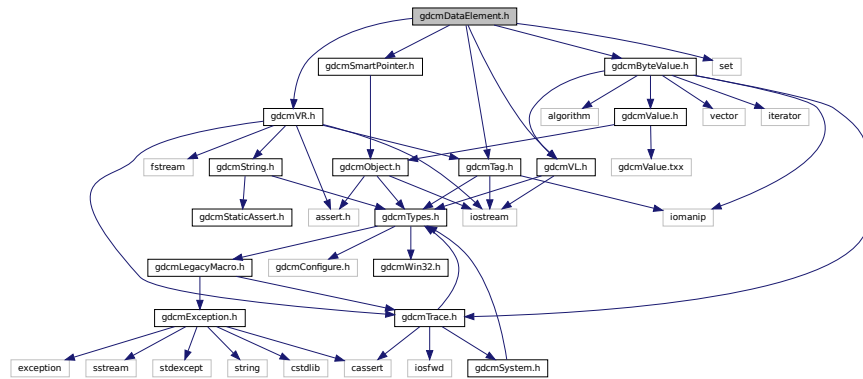 gdcmDataElement.h
gdcmSmartPointer.h
gdcmByteValue.h
set
gdcmVR.h
algorithm
gdcmValue.h
vector
iterator
fstream
gdcmString.h
gdcmObject.h
gdcmTag.h
gdcmVL.h
gdcmValue.txx
gdcmStaticAssert.h
assert.h
gdcmTypes.h
iostream
iomanip
gdcmLegacyMacro.h
gdcmConfigure.h
gdcmWin32.h
gdcmException.h
gdcmTrace.h
exception
sstream
stdexcept
string
cstdlib
cassert
iosfwd
gdcmSystem.h